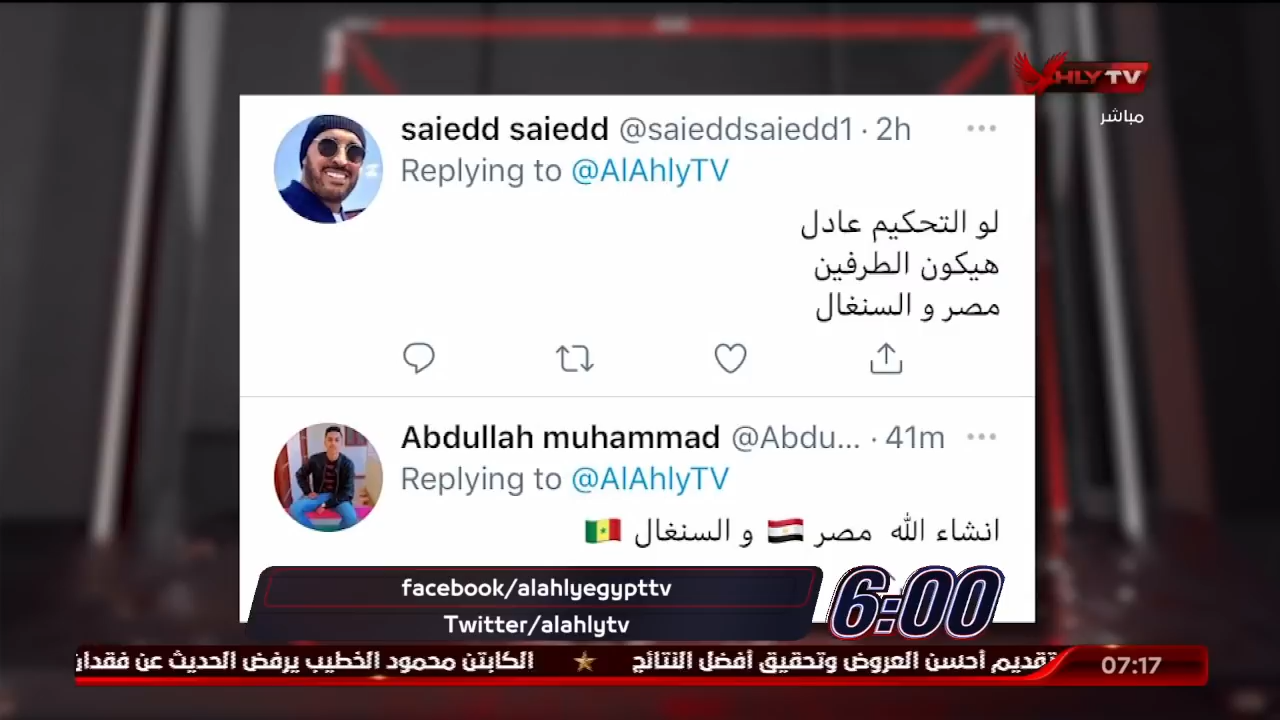 HLY TV
مباشر
saiedd saiedd @saieddsaiedd1 · 2h
Replying to @AlAhlyTV
لو التحكيم عادل
هيكون الطرفين
مصر و السنغال
Abdullah muhammad @Abdu... · 41m
Replying to @AlAhlyTV
انشاء الله مصر 🇪🇬 و السنغال 🇸🇳
facebook/alahlyegypttv
Twitter/alahlytv
6:00
تقديم أحسن العروض وتحقيق أفضل النتائج ★ الكابتن محمود الخطيب يرفض الحديث عن فقدان
07:17